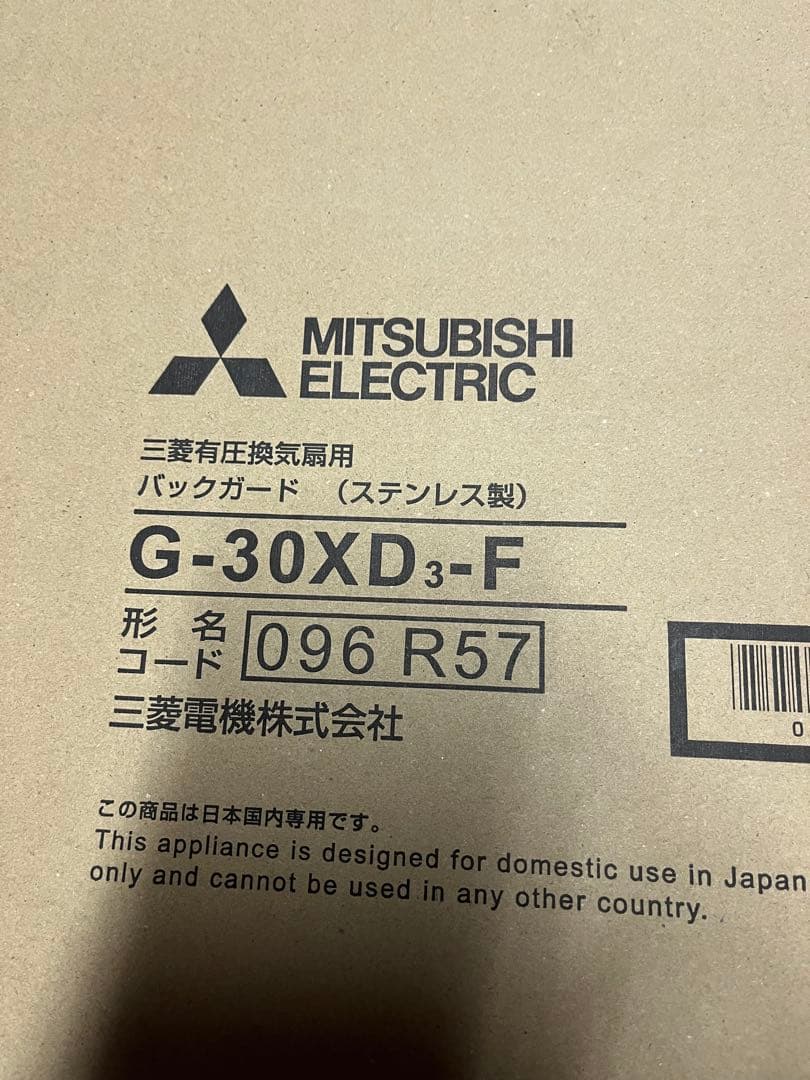 MITSUBISHI
ELECTRIC
三菱有圧換気扇用
バックガード （ステンレス製）
G-30XD₃-F
形 名
コード
096 R57
三菱電機株式会社
0
この商品は日本国内専用です。
This appliance is designed for domestic use in Japan
only and cannot be used in any other country.